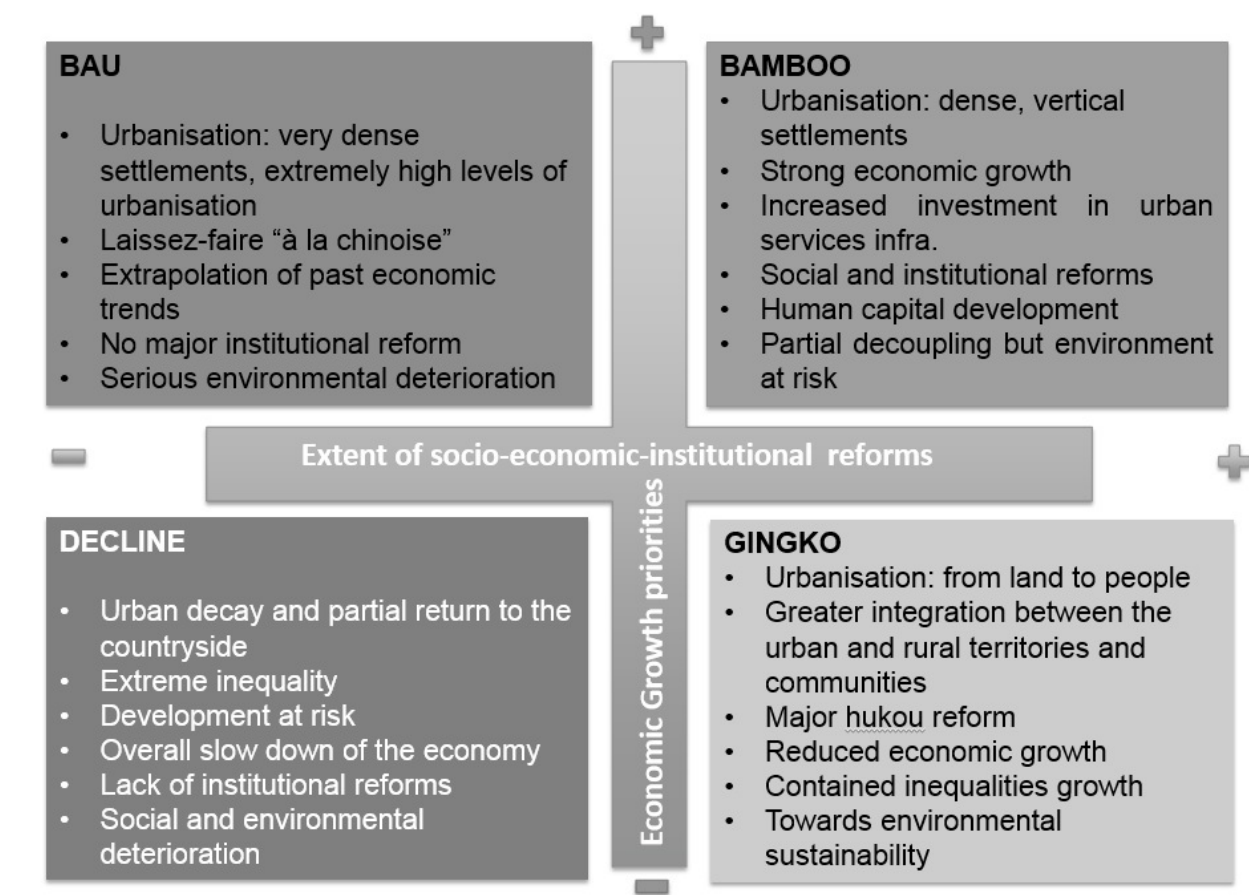 BAU
• Urbanisation: very dense
settlements, extremely high levels of
urbanisation
• Laissez-faire “à la chinoise”
• Extrapolation of past economic
trends
• No major institutional reform
• Serious environmental deterioration
BAMBOO
• Urbanisation: dense, vertical
settlements
• Strong economic growth
• Increased investment in urban
services infra.
• Social and institutional reforms
• Human capital development
• Partial decoupling but environment
at risk
Extent of socio-economic-institutional reforms
Economic Growth priorities
DECLINE
• Urban decay and partial return to the
countryside
• Extreme inequality
• Development at risk
• Overall slow down of the economy
• Lack of institutional reforms
• Social and environmental
deterioration
GINGKO
• Urbanisation: from land to people
• Greater integration between the
urban and rural territories and
communities
• Major hukou reform
• Reduced economic growth
• Contained inequalities growth
• Towards environmental
sustainability